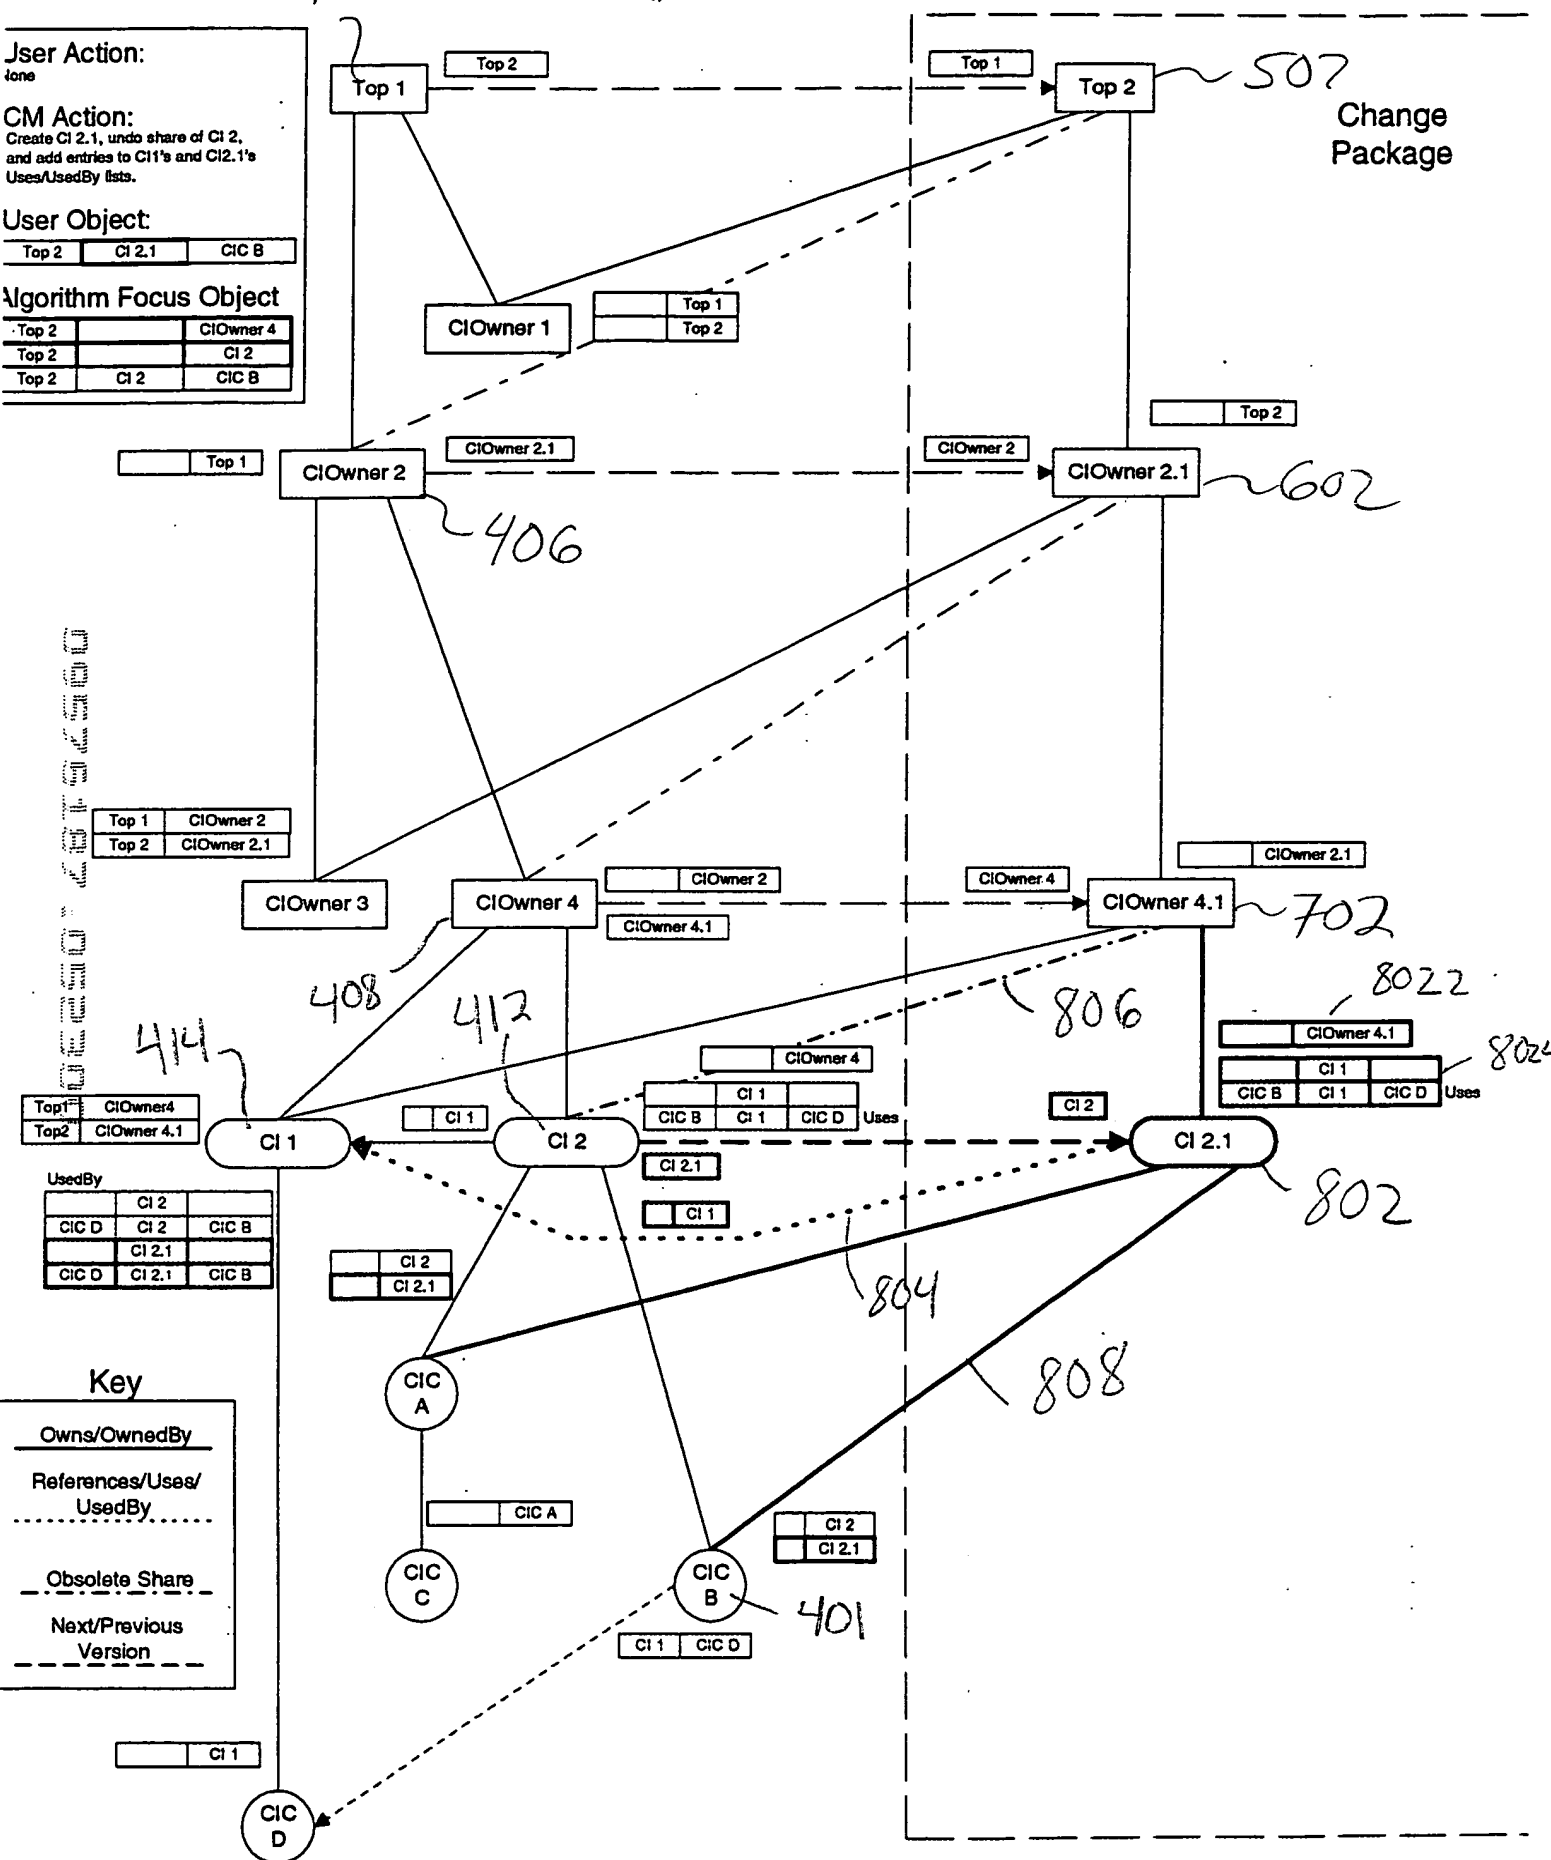 User Action:
None
CM Action:
Create CI 2.1, undo share of CI 2,
and add entries to CI1's and CI2.1's
Uses/UsedBy lists.
User Object:
Top 2 CI 2.1 CIC B
Algorithm Focus Object
Top 2 CIOwner 4
Top 2 CI 2
Top 2 CI 2 CIC B
Top 1
Top 2
Top 1
Top 2
507
Change
Package
CIOwner 1
Top 1
Top 2
Top 2
Top 1
CIOwner 2
CIOwner 2.1
CIOwner 2
CIOwner 2.1
602
406
Top 1 CIOwner 2
Top 2 CIOwner 2.1
CIOwner 3
CIOwner 4
CIOwner 2
CIOwner 4.1
CIOwner 4
CIOwner 2.1
CIOwner 4.1
702
408
412
414
806
8022
CIOwner 4.1
CI 1
CIC B CI 1 CIC D Uses
CIOwner 4
CI 1
CIC B CI 1 CIC D Uses
CI 2
Top1 CIOwner4
Top2 CIOwner 4.1
CI 1
CI 1
CI 2
CI 2.1
CI 2.1
802
CI 1
UsedBy
CI 2
CIC D CI 2 CIC B
CI 2.1
CIC D CI 2.1 CIC B
CI 2
CI 2.1
804
808
CIC
A
CIC A
CIC
C
CI 2
CI 2.1
CIC
B
401
CI 1 CIC D
Key
Owns/OwnedBy
References/Uses/
UsedBy
Obsolete Share
Next/Previous
Version
CI 1
CIC
D